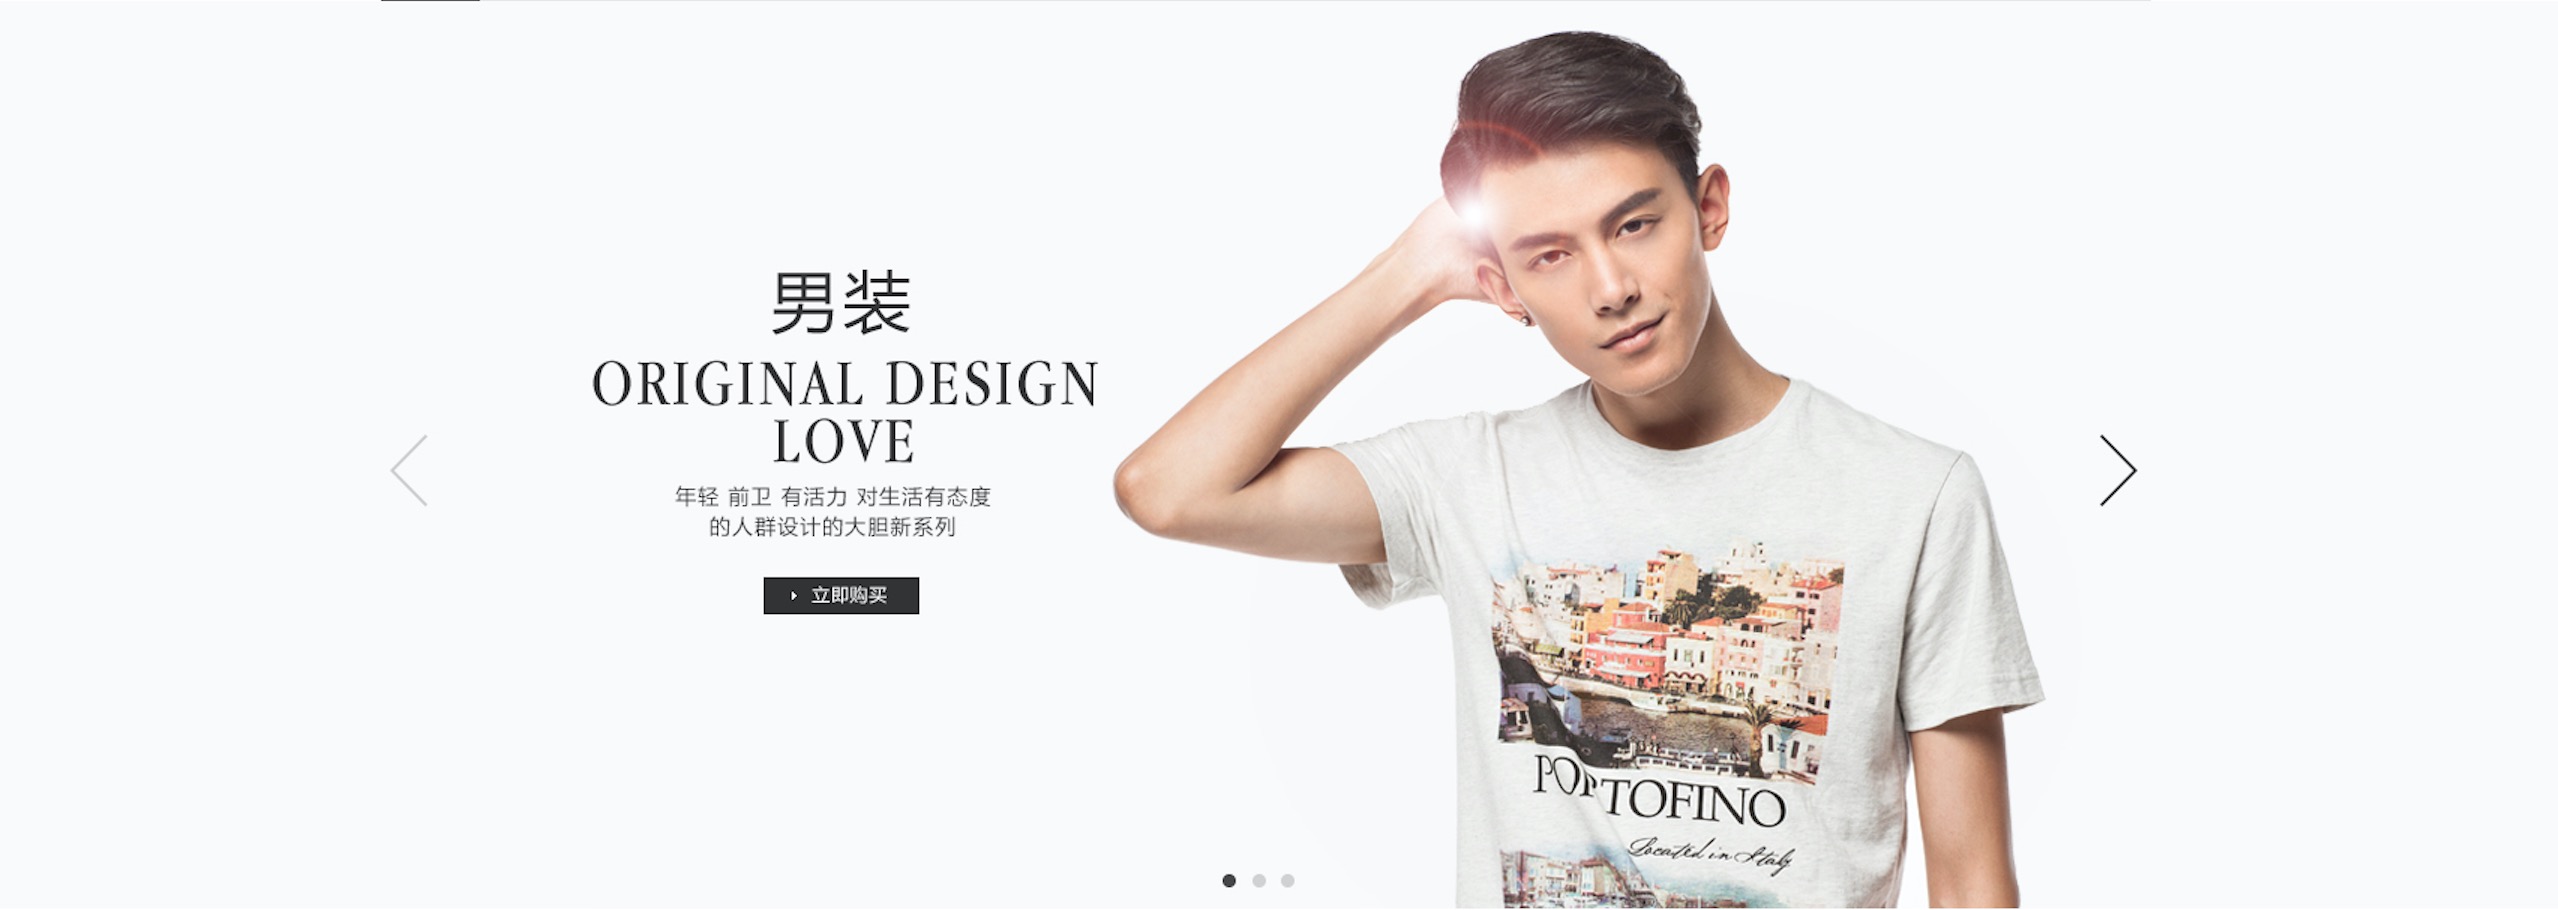 男装
ORIGINAL DESIGN
LOVE
年轻 前卫 有活力 对生活有态度
的人群设计的大胆新系列
立即购买
PORTOFINO
Located in Italy